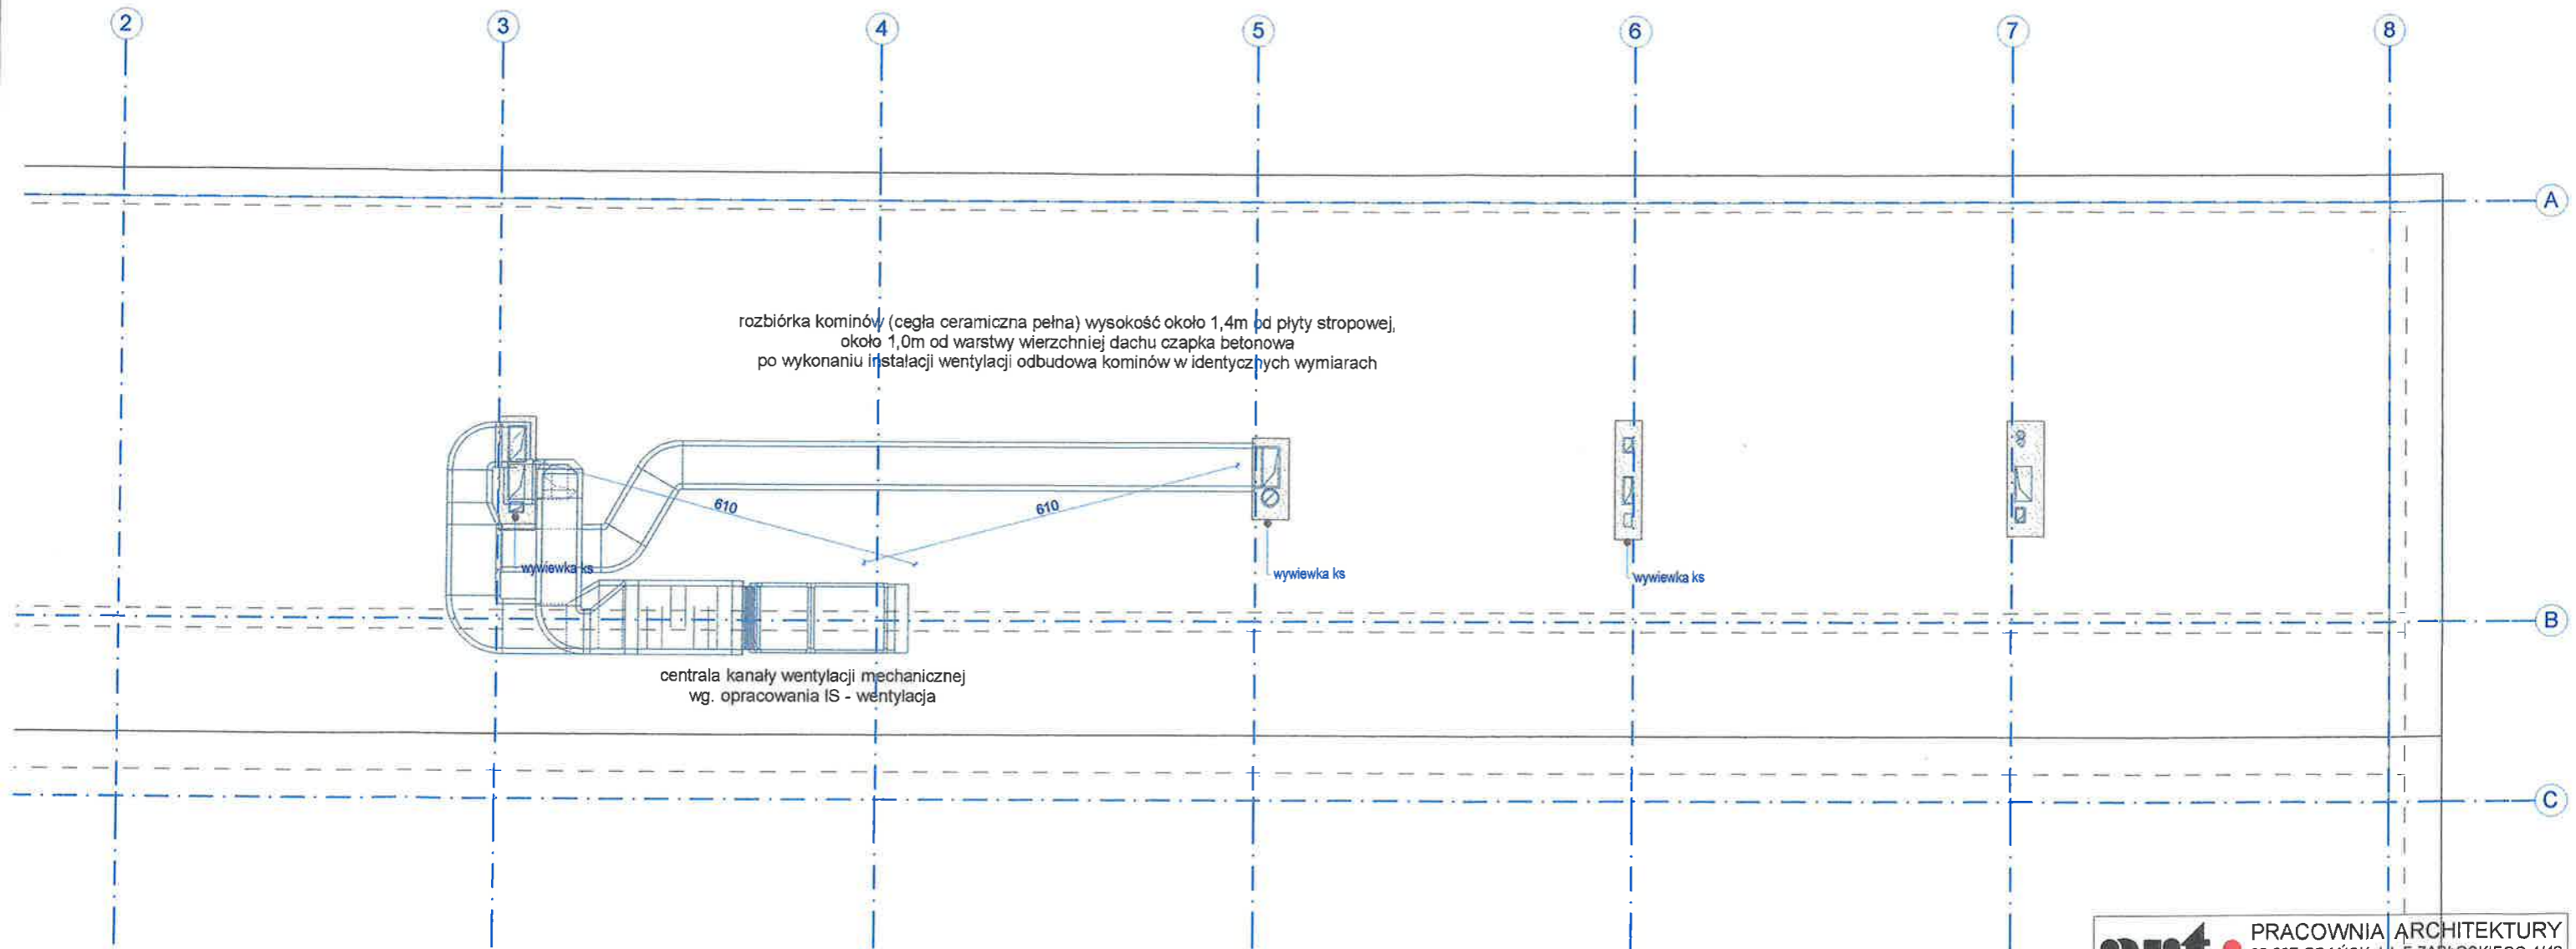 2
3
4
5
6
7
8
A
rozbiórka kominów (cegła ceramiczna pełna) wysokość około 1,4m od płyty stropowej,
około 1,0m od warstwy wierzchniej dachu czapka betonowa
po wykonaniu instalacji wentylacji odbudowa kominów w identycznych wymiarach
610
610
wywiewka ks
wywiewka ks
wywiewka ks
B
centrala kanały wentylacji mechanicznej
wg. opracowania IS - wentylacja
C
PRACOWNIA ARCHITEKTURY